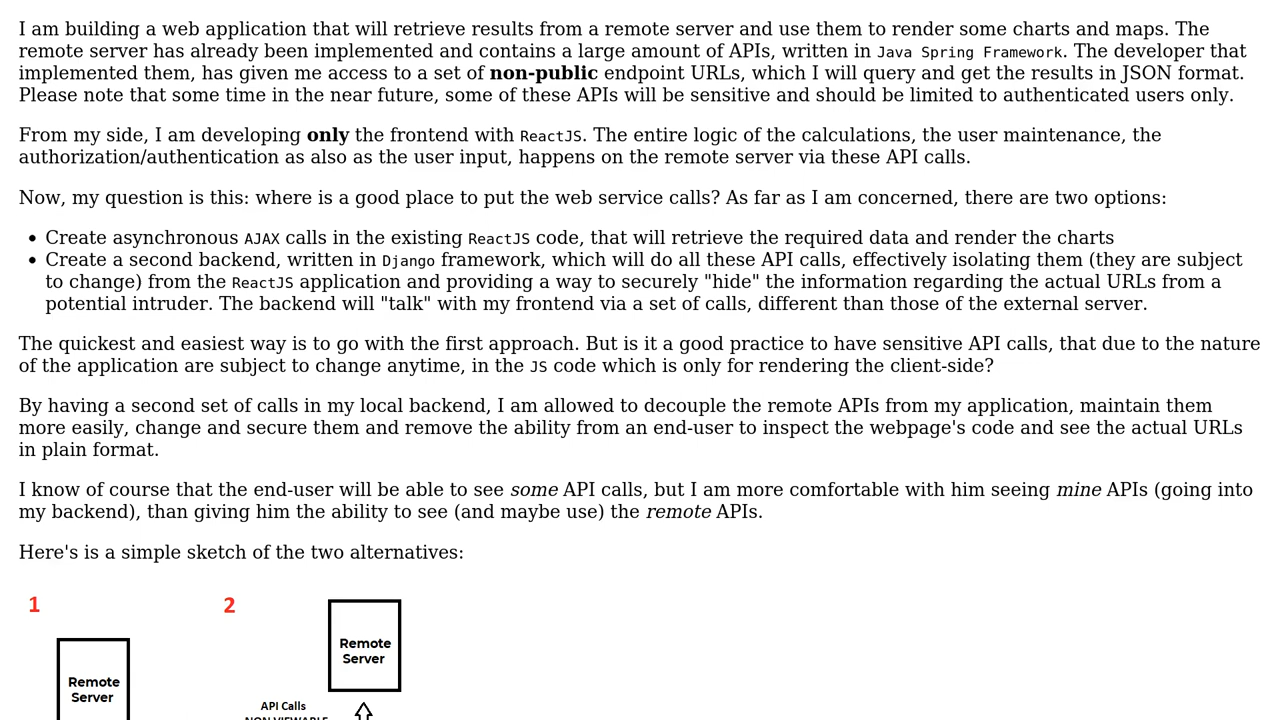 I am building a web application that will retrieve results from a remote server and use them to render some charts and maps. The
remote server has already been implemented and contains a large amount of APIs, written in Java Spring Framework. The developer that
implemented them, has given me access to a set of non-public endpoint URLs, which I will query and get the results in JSON format.
Please note that some time in the near future, some of these APIs will be sensitive and should be limited to authenticated users only.
From my side, I am developing only the frontend with ReactJS. The entire logic of the calculations, the user maintenance, the
authorization/authentication as also as the user input, happens on the remote server via these API calls.
Now, my question is this: where is a good place to put the web service calls? As far as I am concerned, there are two options:
• Create asynchronous AJAX calls in the existing ReactJS code, that will retrieve the required data and render the charts
• Create a second backend, written in Django framework, which will do all these API calls, effectively isolating them (they are subject
to change) from the ReactJS application and providing a way to securely "hide" the information regarding the actual URLs from a
potential intruder. The backend will "talk" with my frontend via a set of calls, different than those of the external server.
The quickest and easiest way is to go with the first approach. But is it a good practice to have sensitive API calls, that due to the nature
of the application are subject to change anytime, in the JS code which is only for rendering the client-side?
By having a second set of calls in my local backend, I am allowed to decouple the remote APIs from my application, maintain them
more easily, change and secure them and remove the ability from an end-user to inspect the webpage's code and see the actual URLs
in plain format.
I know of course that the end-user will be able to see some API calls, but I am more comfortable with him seeing mine APIs (going into
my backend), than giving him the ability to see (and maybe use) the remote APIs.
Here's is a simple sketch of the two alternatives:
1
2
Remote
Server
Remote
Server
API Calls
NON VIEWABLE